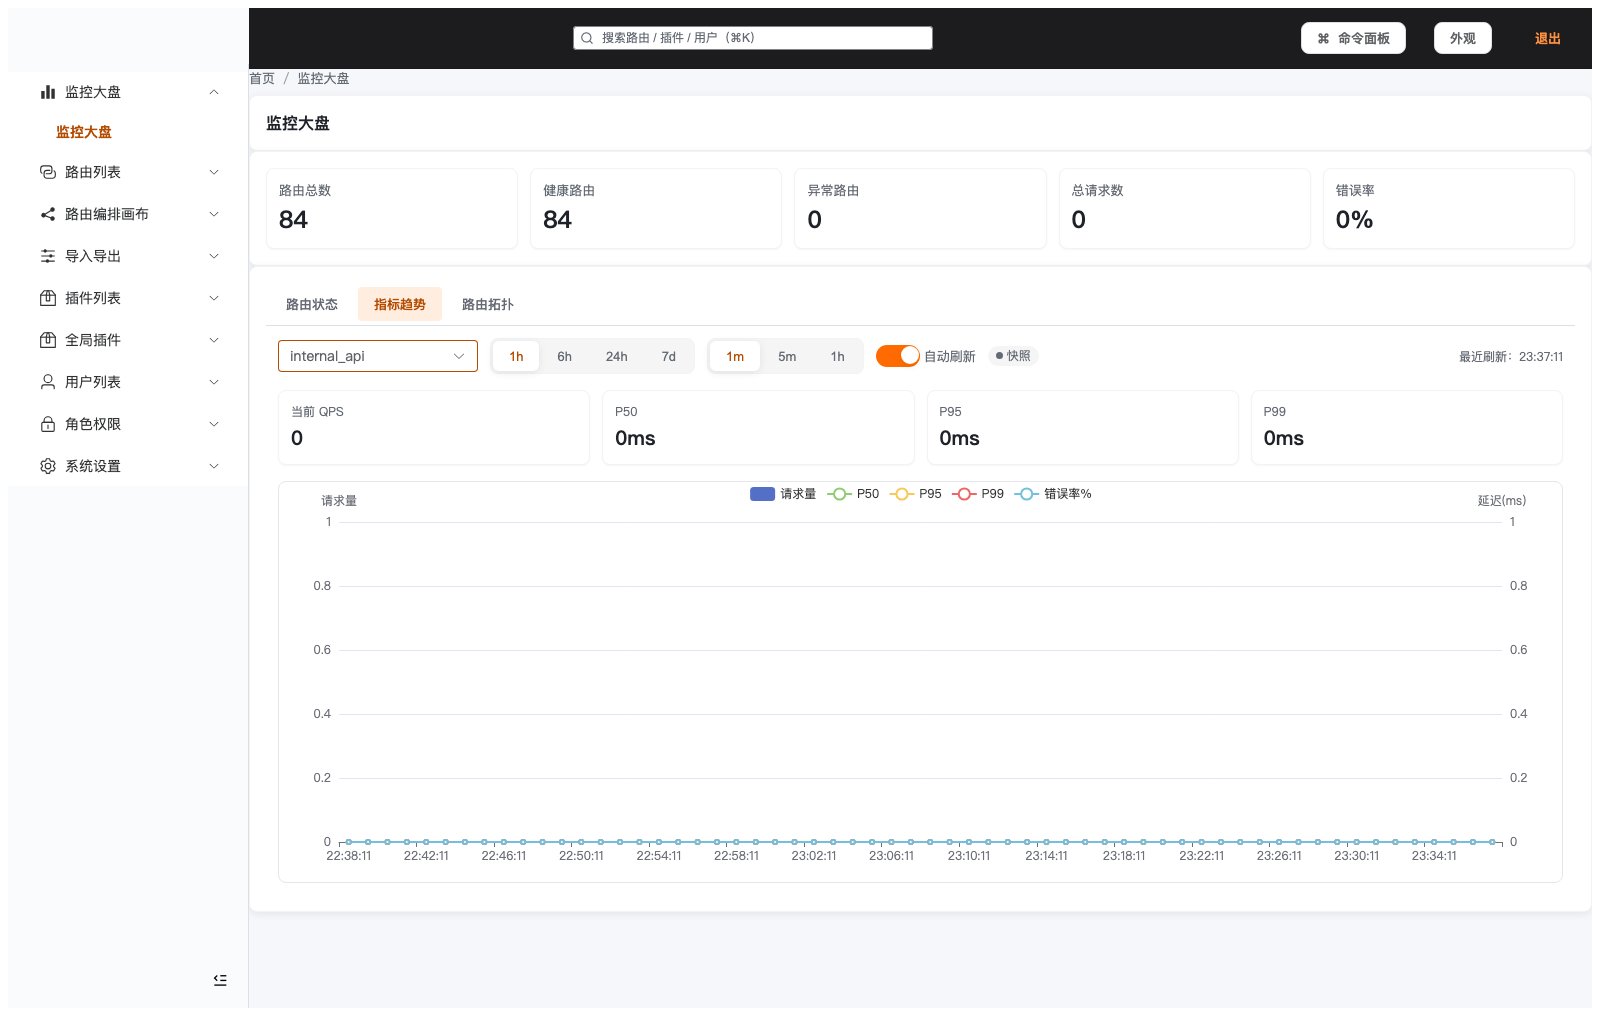 搜索路由 / 插件 / 用户（⌘K）
⌘ 命令面板
外观
退出
监控大盘
监控大盘
路由列表
路由编排画布
导入导出
插件列表
全局插件
用户列表
角色权限
系统设置
首页 / 监控大盘
监控大盘
路由总数
84
健康路由
84
异常路由
0
总请求数
0
错误率
0%
路由状态 指标趋势 路由拓扑
internal_api 1h 6h 24h 7d 1m 5m 1h 自动刷新 快照 最近刷新：23:37:11
当前 QPS
0
P50
0ms
P95
0ms
P99
0ms
请求量 P50 P95 P99 错误率%
请求量 延迟(ms)
1 1
0.8 0.8
0.6 0.6
0.4 0.4
0.2 0.2
0 0
22:38:11 22:42:11 22:46:11 22:50:11 22:54:11 22:58:11 23:02:11 23:06:11 23:10:11 23:14:11 23:18:11 23:22:11 23:26:11 23:30:11 23:34:11